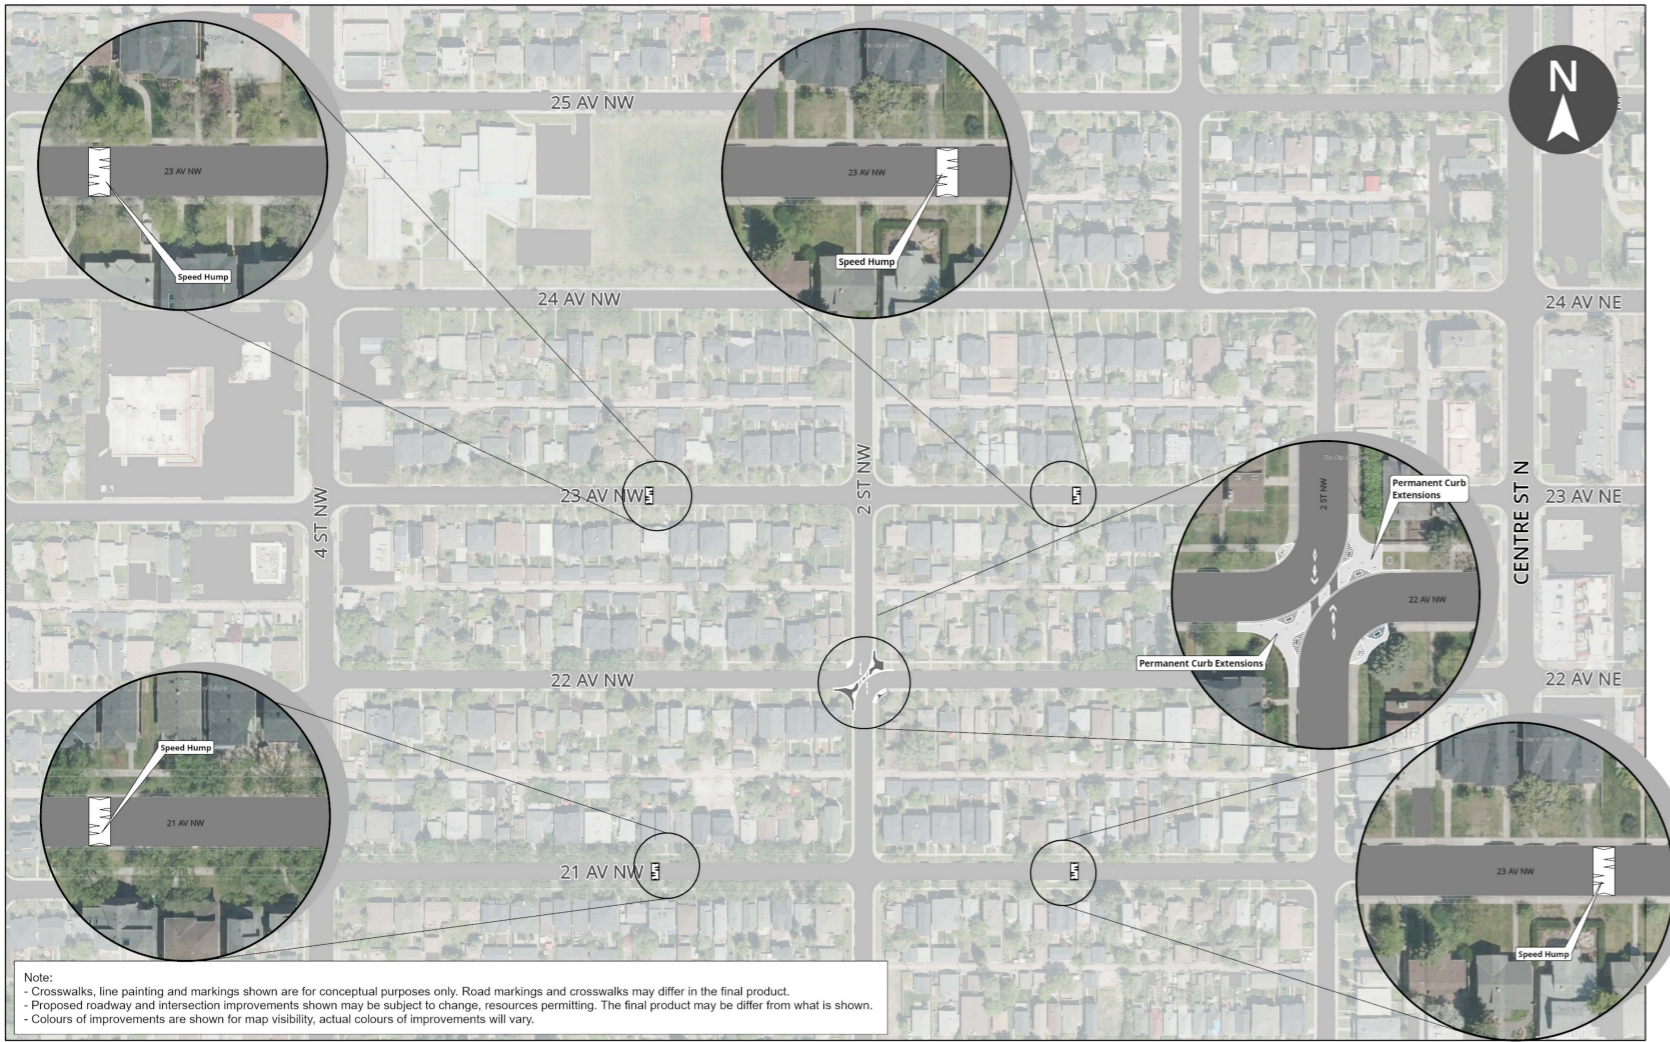 N
25 AV NW
23 AV NW
Speed Hump
23 AV NW
Speed Hump
24 AV NW
24 AV NE
4 ST NW
23 AV NW
2 ST NW
CENTRE ST N
23 AV NE
2 ST NW
Permanent Curb
Extensions
22 AV NW
Permanent Curb Extensions
22 AV NW
22 AV NE
Speed Hump
21 AV NW
21 AV NW
23 AV NW
Speed Hump
Note:
- Crosswalks, line painting and markings shown are for conceptual purposes only. Road markings and crosswalks may differ in the final product.
- Proposed roadway and intersection improvements shown may be subject to change, resources permitting. The final product may be differ from what is shown.
- Colours of improvements are shown for map visibility, actual colours of improvements will vary.